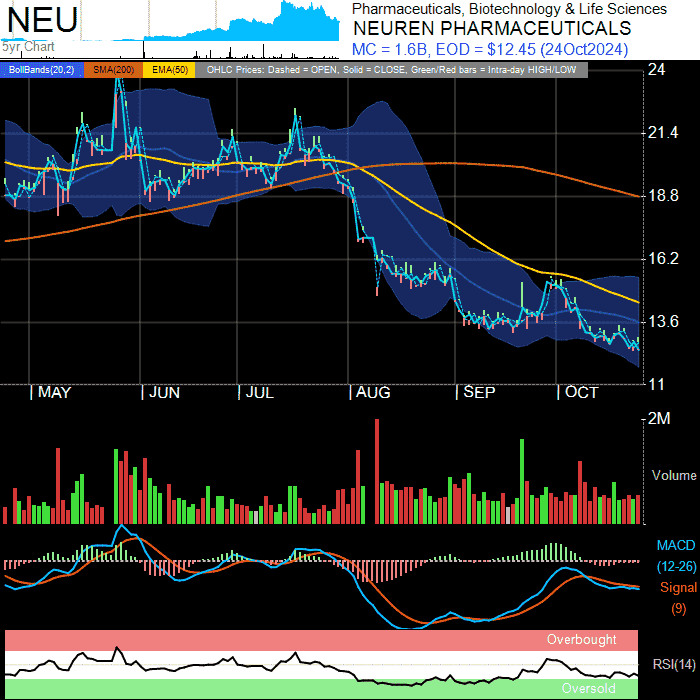 NEU
5yr Chart
Pharmaceuticals, Biotechnology & Life Sciences
NEUREN PHARMACEUTICALS
MC = 1.6B, EOD = $12.45 (24Oct2024)
BollBands(20,2) SMA(200) EMA(50) OHLC Prices: Dashed = OPEN, Solid = CLOSE, Green/Red bars = Intra-day HIGH/LOW
24
21.4
18.8
16.2
13.6
11
MAY JUN JUL AUG SEP OCT
2M
Volume
MACD
(12-26)
Signal
(9)
Overbought
RSI(14)
Oversold